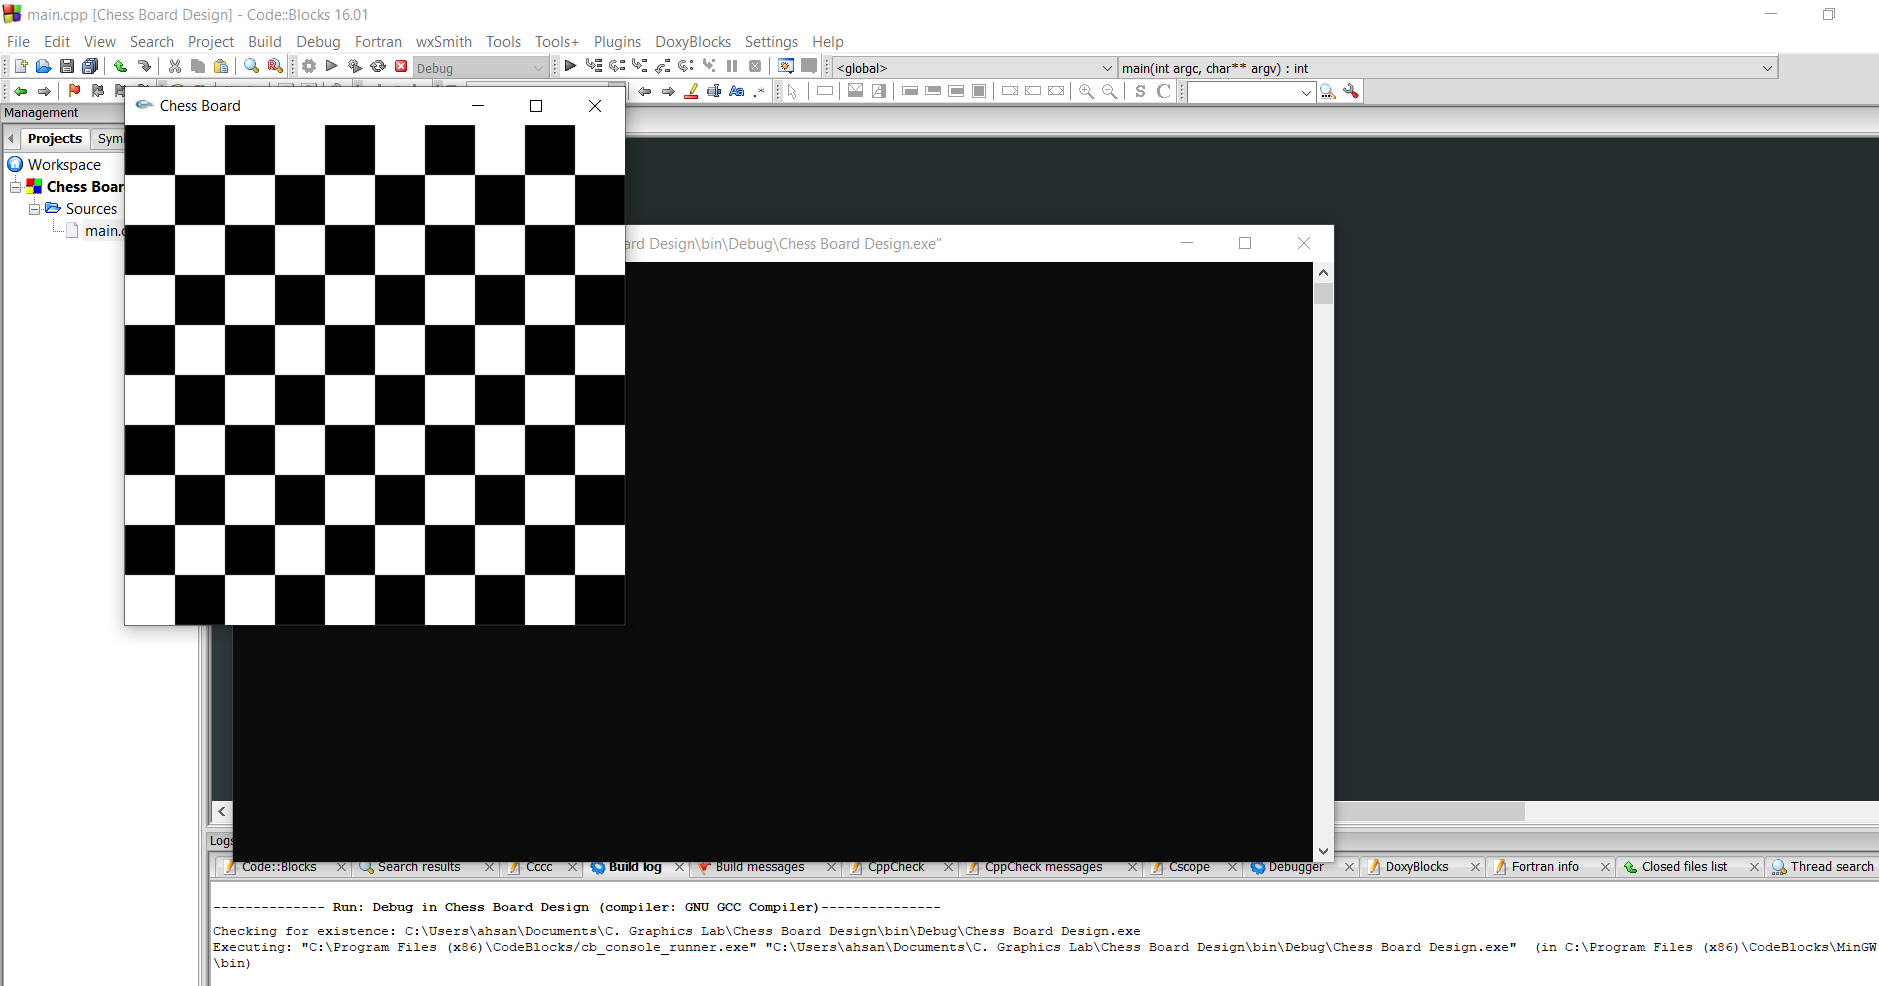 main.cpp [Chess Board Design] - Code::Blocks 16.01
File Edit View Search Project Build Debug Fortran wxSmith Tools Tools+ Plugins DoxyBlocks Settings Help
Debug <global> main(int argc, char** argv) : int
Aa .* S C
Management
Chess Board
Projects Sym
Workspace
Chess Boar
Sources
main.c
ard Design\bin\Debug\Chess Board Design.exe"
Logs
Code::Blocks Search results Cccc Build log Build messages CppCheck CppCheck messages Cscope Debugger DoxyBlocks Fortran info Closed files list Thread search
-------------- Run: Debug in Chess Board Design (compiler: GNU GCC Compiler)---------------
Checking for existence: C:\Users\ahsan\Documents\C. Graphics Lab\Chess Board Design\bin\Debug\Chess Board Design.exe
Executing: "C:\Program Files (x86)\CodeBlocks/cb_console_runner.exe" "C:\Users\ahsan\Documents\C. Graphics Lab\Chess Board Design\bin\Debug\Chess Board Design.exe"  (in C:\Program Files (x86)\CodeBlocks\MinGW
\bin)